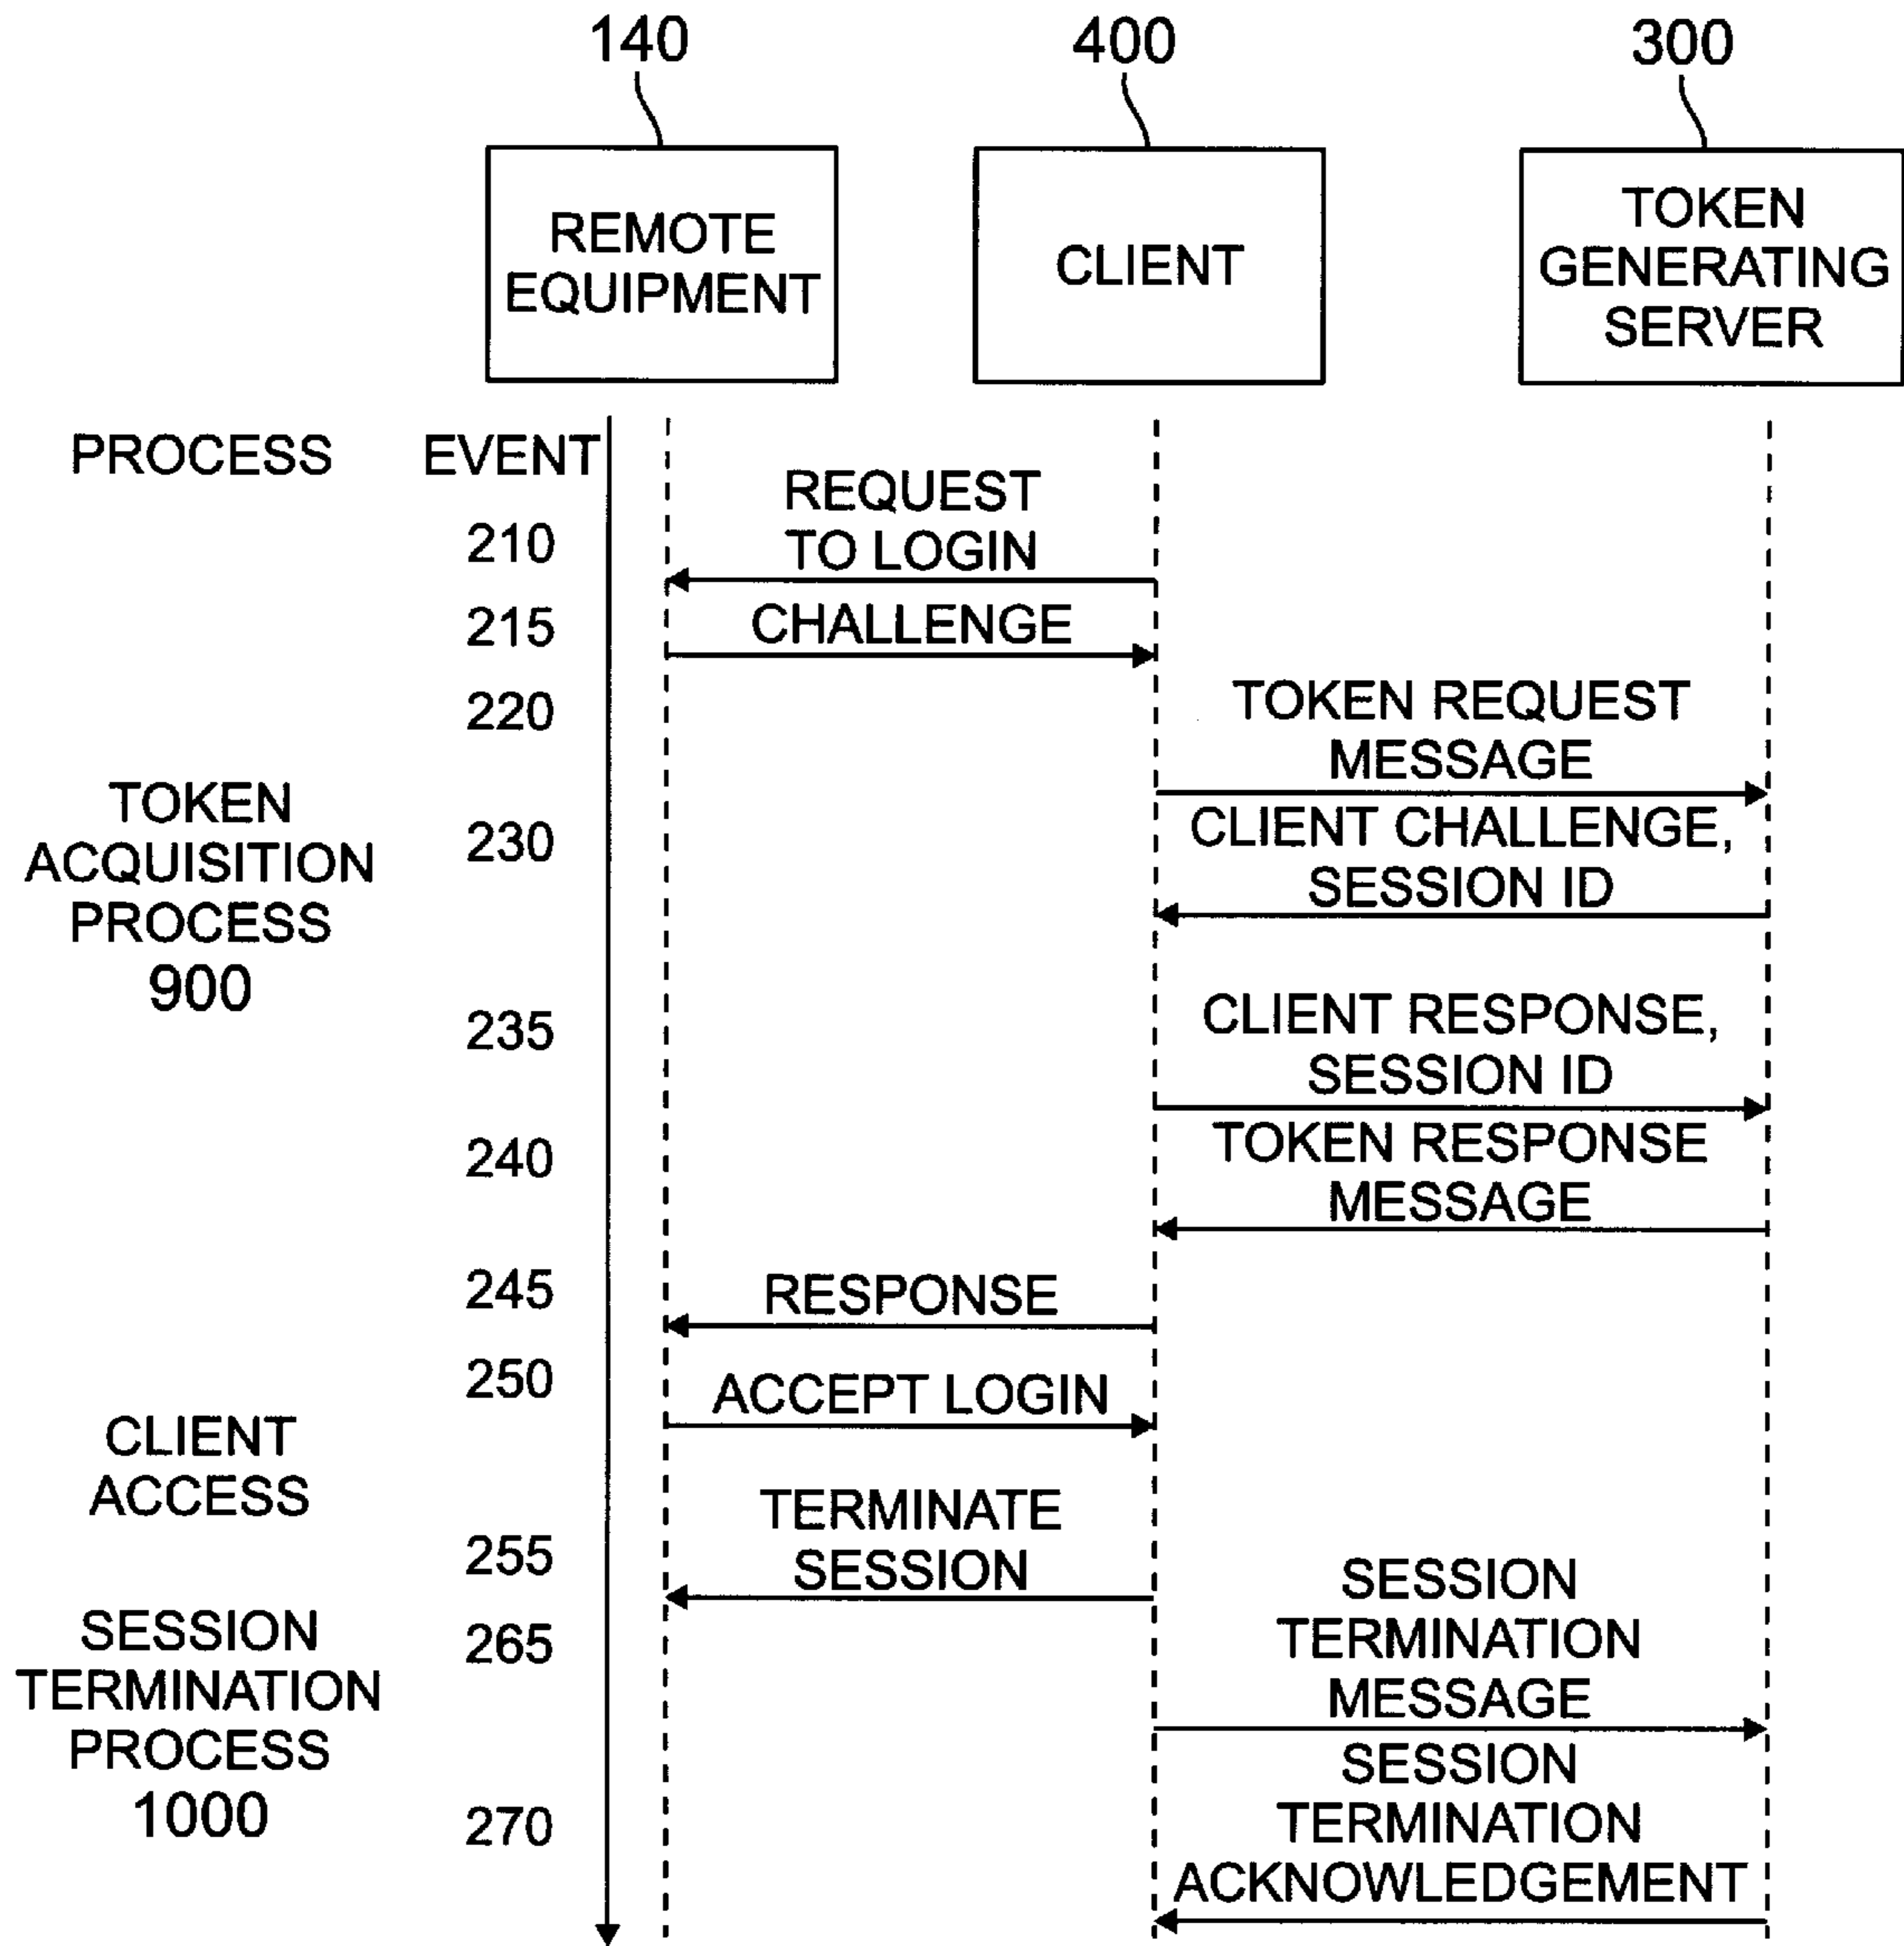 140
400
300
REMOTE
EQUIPMENT
CLIENT
TOKEN
GENERATING
SERVER
PROCESS
EVENT
210
REQUEST
TO LOGIN
215
CHALLENGE
220
TOKEN REQUEST
MESSAGE
TOKEN
ACQUISITION
PROCESS
900
230
CLIENT CHALLENGE,
SESSION ID
235
CLIENT RESPONSE,
SESSION ID
240
TOKEN RESPONSE
MESSAGE
245
RESPONSE
250
ACCEPT LOGIN
CLIENT
ACCESS
255
TERMINATE
SESSION
SESSION
TERMINATION
PROCESS
1000
265
SESSION
TERMINATION
MESSAGE
270
SESSION
TERMINATION
ACKNOWLEDGEMENT